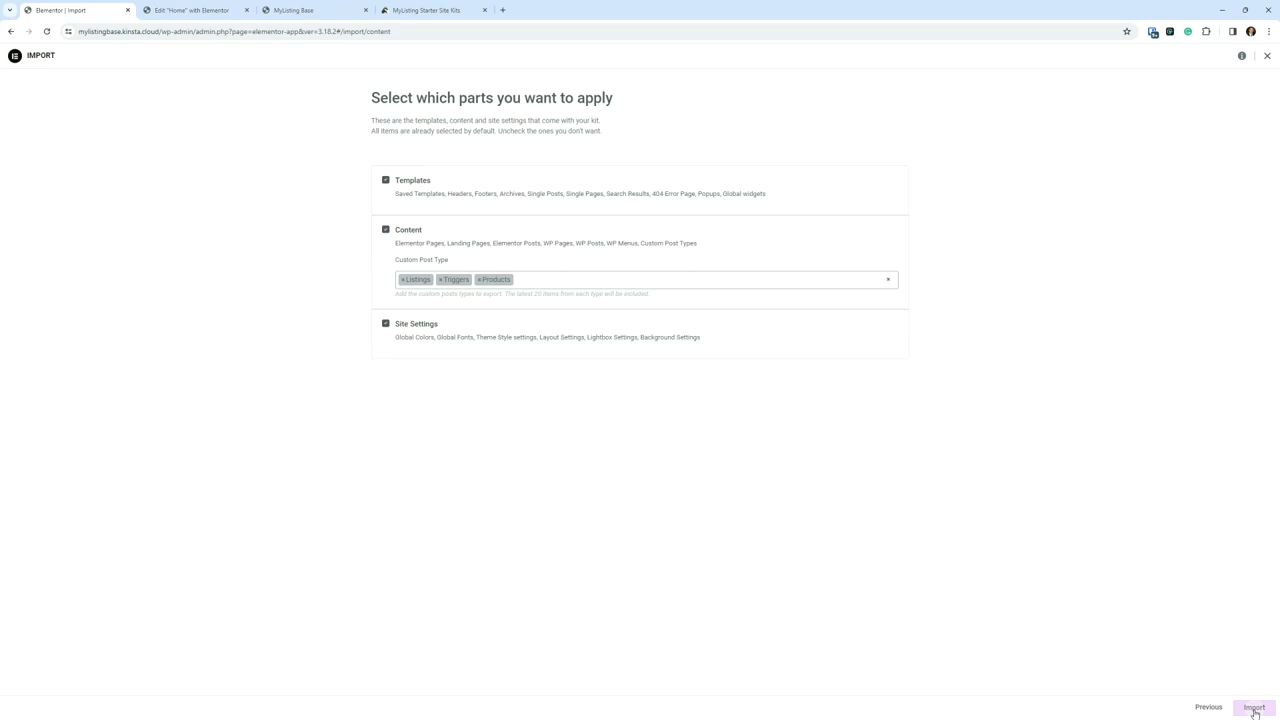 Elementor | Import
Edit "Home" with Elementor
MyListing Base
MyListing Starter Site Kits
mylistingbase.kinsta.cloud/wp-admin/admin.php?page=elementor-app&ver=3.18.2#/import/content
IMPORT
Select which parts you want to apply
These are the templates, content and site settings that come with your kit.
All items are already selected by default. Uncheck the ones you don't want.
Templates
Saved Templates, Headers, Footers, Archives, Single Posts, Single Pages, Search Results, 404 Error Page, Popups, Global widgets
Content
Elementor Pages, Landing Pages, Elementor Posts, WP Pages, WP Posts, WP Menus, Custom Post Types
Custom Post Type
×Listings ×Triggers ×Products ×
Add the custom posts types to export. The latest 20 items from each type will be included.
Site Settings
Global Colors, Global Fonts, Theme Style settings, Layout Settings, Lightbox Settings, Background Settings
Previous
Import